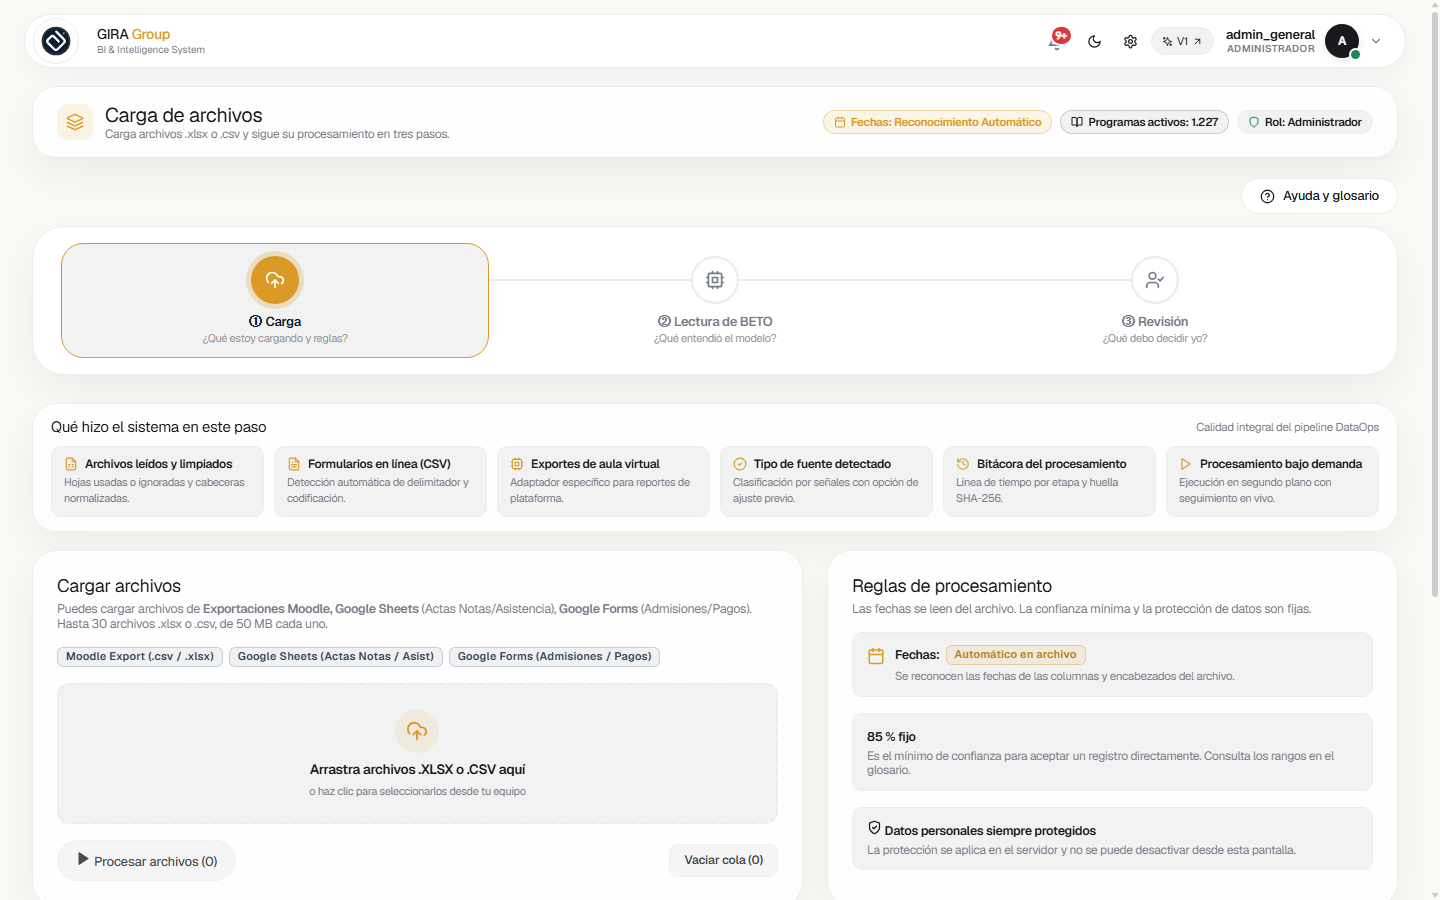 GIRA Group
BI & Intelligence System
9+
V1
admin_general
ADMINISTRADOR
A
Carga de archivos
Carga archivos .xlsx o .csv y sigue su procesamiento en tres pasos.
Fechas: Reconocimiento Automático
Programas activos: 1.227
Rol: Administrador
Ayuda y glosario
① Carga
¿Qué estoy cargando y reglas?
② Lectura de BETO
¿Qué entendió el modelo?
③ Revisión
¿Qué debo decidir yo?
Qué hizo el sistema en este paso
Calidad integral del pipeline DataOps
Archivos leídos y limpiados
Hojas usadas o ignoradas y cabeceras
normalizadas.
Formularios en línea (CSV)
Detección automática de delimitador y
codificación.
Exportes de aula virtual
Adaptador específico para reportes de
plataforma.
Tipo de fuente detectado
Clasificación por señales con opción de
ajuste previo.
Bitácora del procesamiento
Línea de tiempo por etapa y huella
SHA-256.
Procesamiento bajo demanda
Ejecución en segundo plano con
seguimiento en vivo.
Cargar archivos
Puedes cargar archivos de Exportaciones Moodle, Google Sheets (Actas Notas/Asistencia), Google Forms (Admisiones/Pagos).
Hasta 30 archivos .xlsx o .csv, de 50 MB cada uno.
Moodle Export (.csv / .xlsx)
Google Sheets (Actas Notas / Asist)
Google Forms (Admisiones / Pagos)
Arrastra archivos .XLSX o .CSV aquí
o haz clic para seleccionarlos desde tu equipo
Procesar archivos (0)
Vaciar cola (0)
Reglas de procesamiento
Las fechas se leen del archivo. La confianza mínima y la protección de datos son fijas.
Fechas: Automático en archivo
Se reconocen las fechas de las columnas y encabezados del archivo.
85 % fijo
Es el mínimo de confianza para aceptar un registro directamente. Consulta los rangos en el
glosario.
Datos personales siempre protegidos
La protección se aplica en el servidor y no se puede desactivar desde esta pantalla.